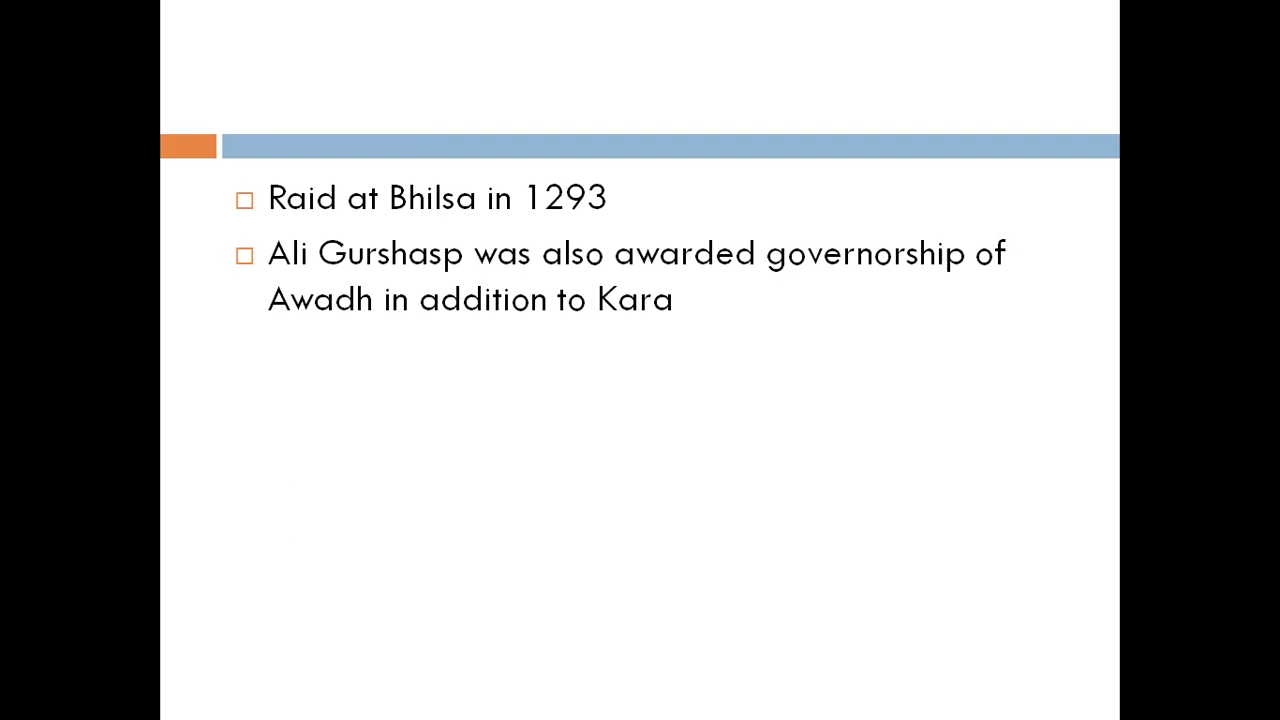 Raid at Bhilsa in 1293
Ali Gurshasp was also awarded governorship of
Awadh in addition to Kara